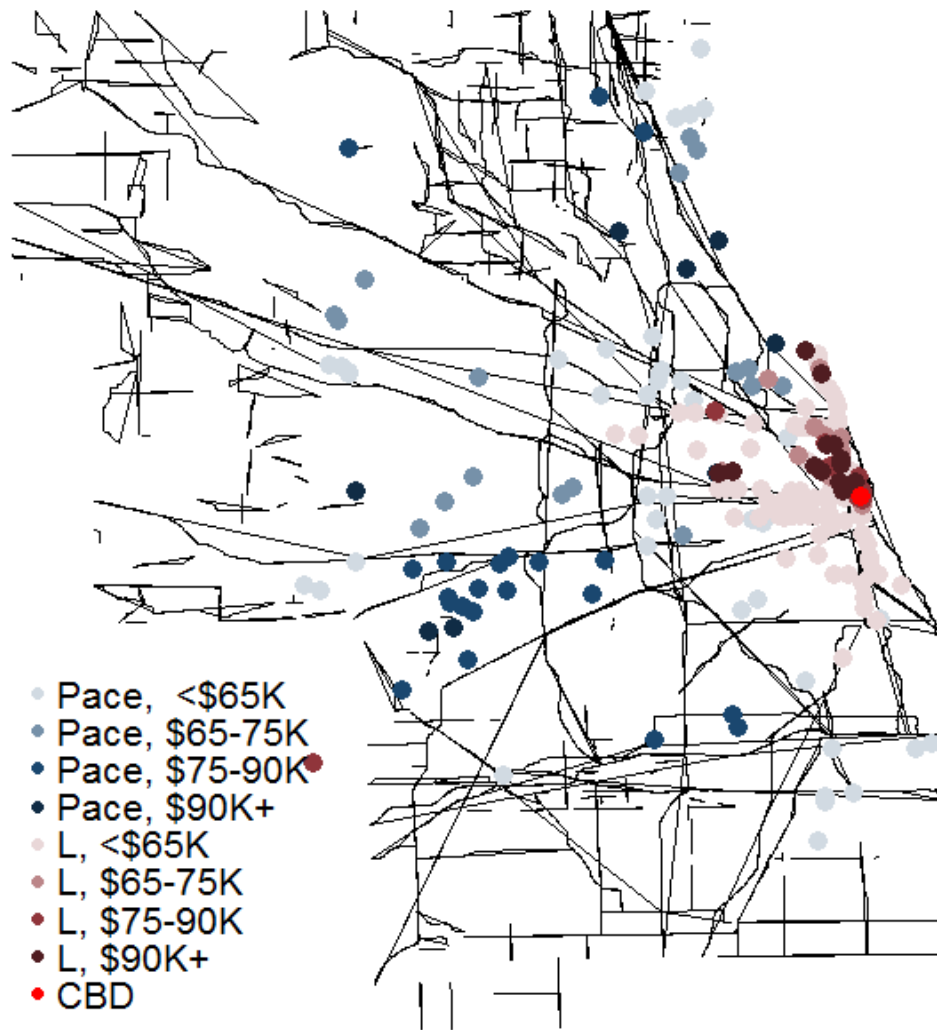 Pace,  <$65K
Pace, $65-75K
Pace, $75-90K
Pace, $90K+
L, <$65K
L, $65-75K
L, $75-90K
L, $90K+
CBD